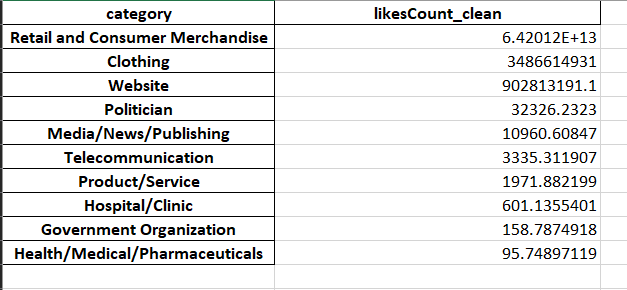 category likesCount_clean
Retail and Consumer Merchandise 6.42012E+13
Clothing 3486614931
Website 902813191.1
Politician 32326.2323
Media/News/Publishing 10960.60847
Telecommunication 3335.311907
Product/Service 1971.882199
Hospital/Clinic 601.1355401
Government Organization 158.7874918
Health/Medical/Pharmaceuticals 95.74897119